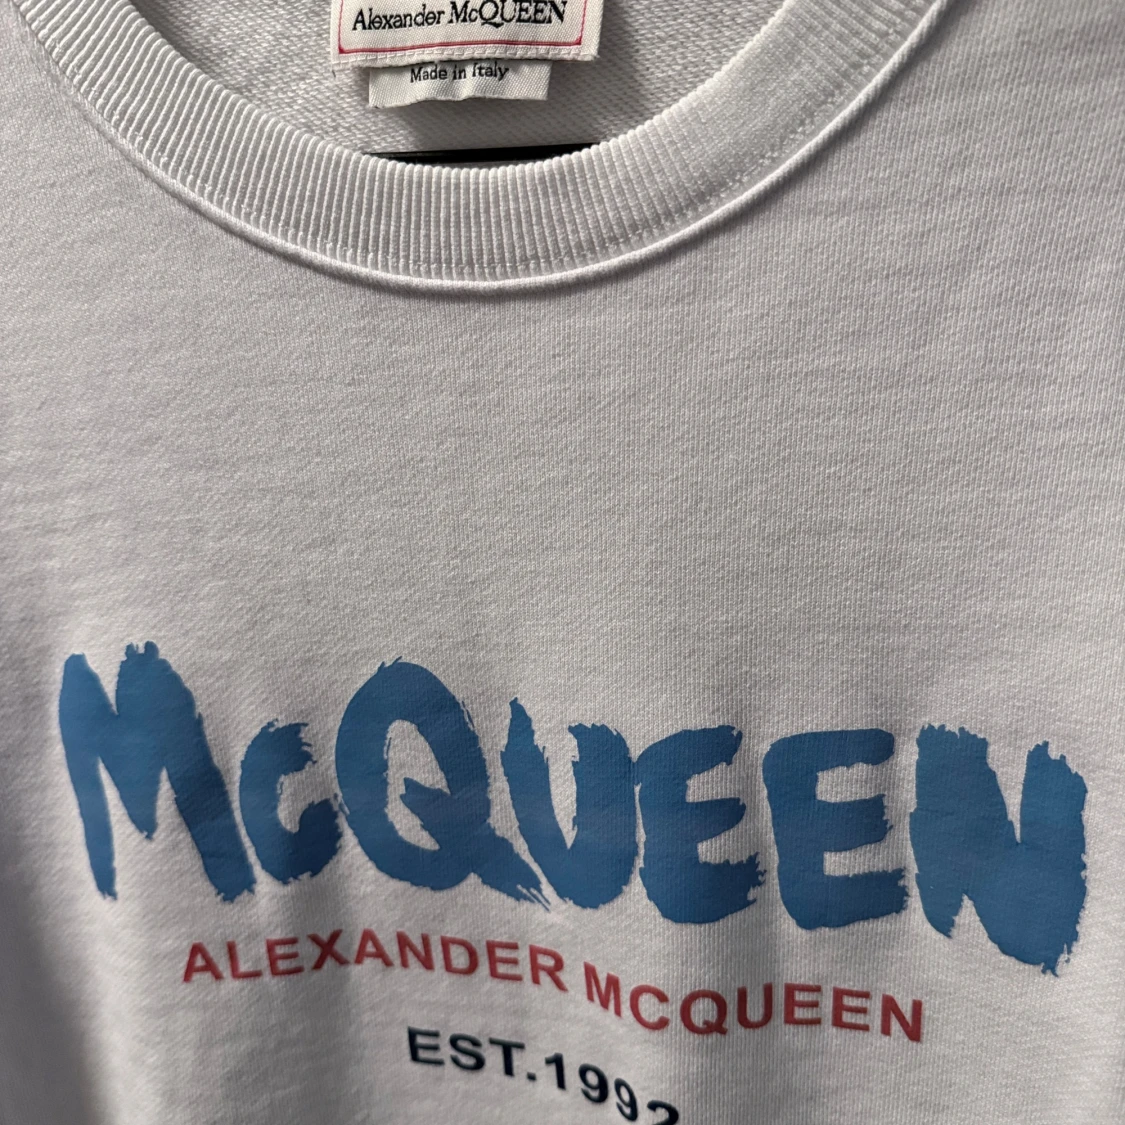 Alexander McQUEEN
Made in Italy
McQUEEN
ALEXANDER MCQUEEN
EST.1992